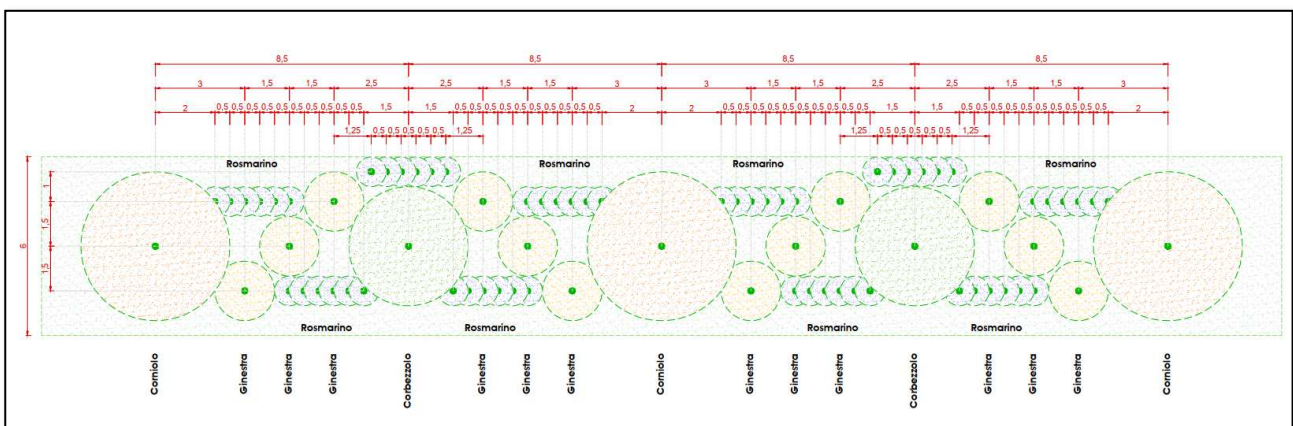 8,5 8,5 8,5 8,5
3 1,5 1,5 2,5 2,5 1,5 1,5 3 3 1,5 1,5 2,5 2,5 1,5 1,5 3
2 0,5 0,5 0,5 0,5 0,5 0,5 0,5 0,5 0,5 0,5 1,5 1,5 0,5 0,5 0,5 0,5 0,5 0,5 0,5 0,5 0,5 0,5 2 2 0,5 0,5 0,5 0,5 0,5 0,5 0,5 0,5 0,5 0,5 1,5 1,5 0,5 0,5 0,5 0,5 0,5 0,5 0,5 0,5 0,5 0,5 2
1,25 0,5 0,5 0,5 0,5 0,5 1,25 1,25 0,5 0,5 0,5 0,5 0,5 1,25
Rosmarino Rosmarino Rosmarino Rosmarino
1
1,5
6
1,5
Rosmarino Rosmarino Rosmarino Rosmarino
Corniolo
Ginestra
Ginestra
Ginestra
Corbezzolo
Ginestra
Ginestra
Ginestra
Corniolo
Ginestra
Ginestra
Ginestra
Corbezzolo
Ginestra
Ginestra
Ginestra
Corniolo